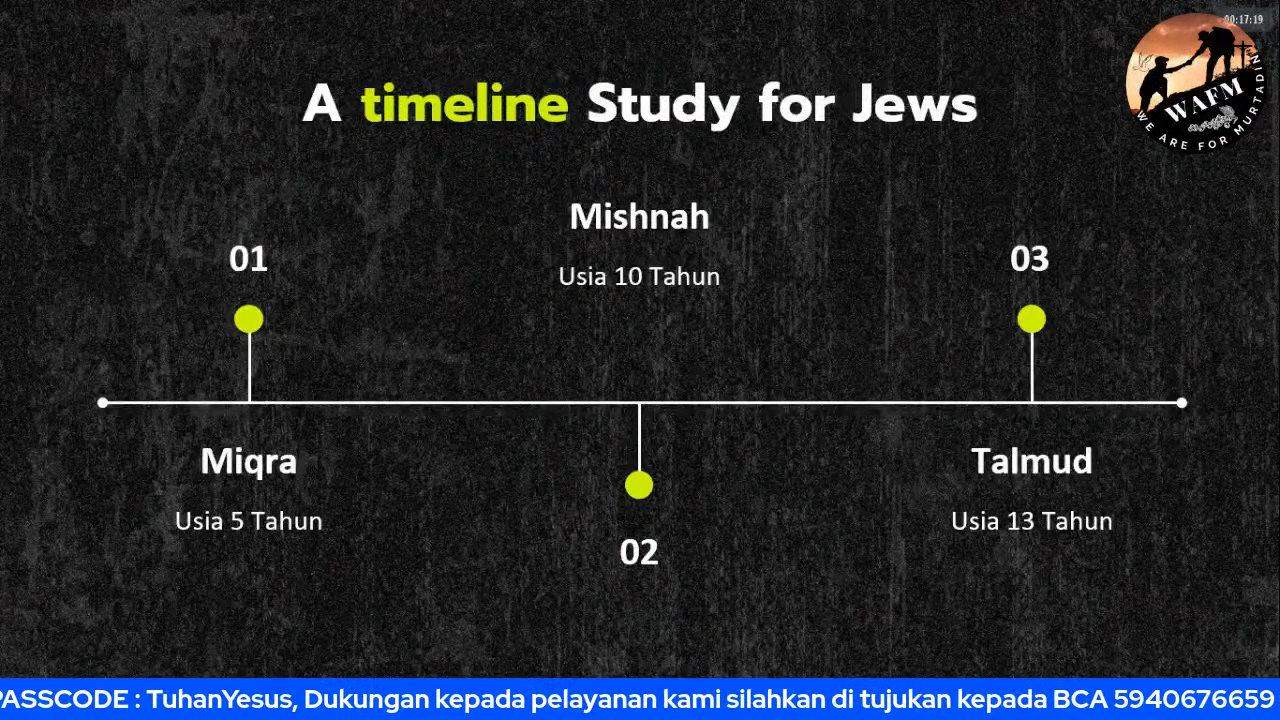 00:17:19
WAFM
WE ARE FOR MURTADIN
A timeline Study for Jews
01
Miqra
Usia 5 Tahun
Mishnah
Usia 10 Tahun
02
03
Talmud
Usia 13 Tahun
PASSCODE : TuhanYesus, Dukungan kepada pelayanan kami silahkan di tujukan kepada BCA 5940676659